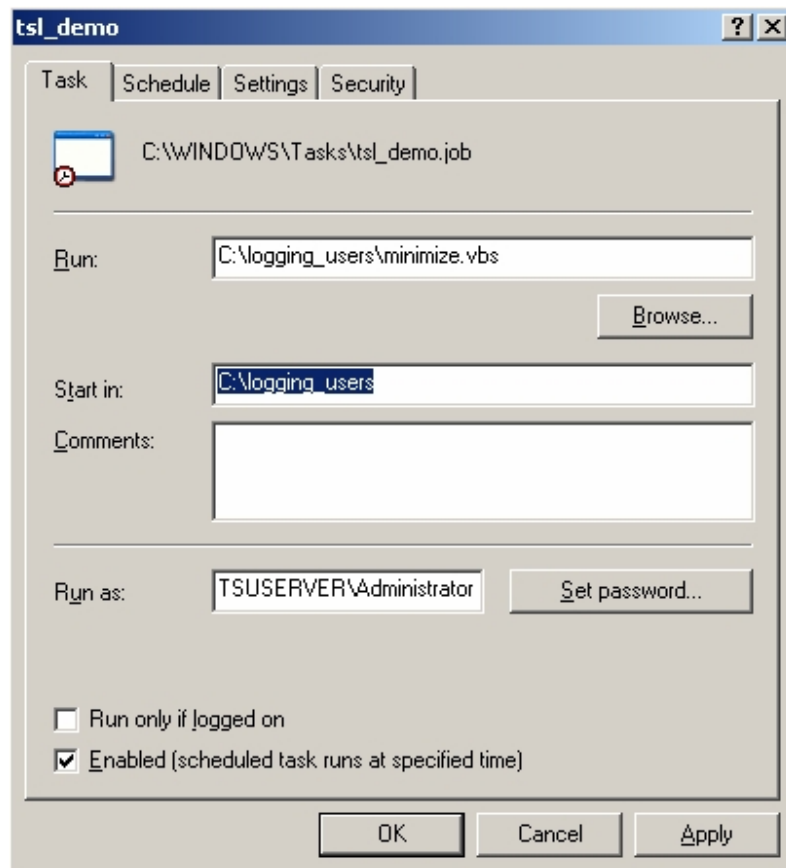 tsl_demo
Task Schedule Settings Security
C:\WINDOWS\Tasks\tsl_demo.job
Run: C:\logging_users\minimize.vbs
Browse...
Start in: C:\logging_users
Comments:
Run as: TSUSERVER\Administrator Set password...
Run only if logged on
Enabled (scheduled task runs at specified time)
OK Cancel Apply